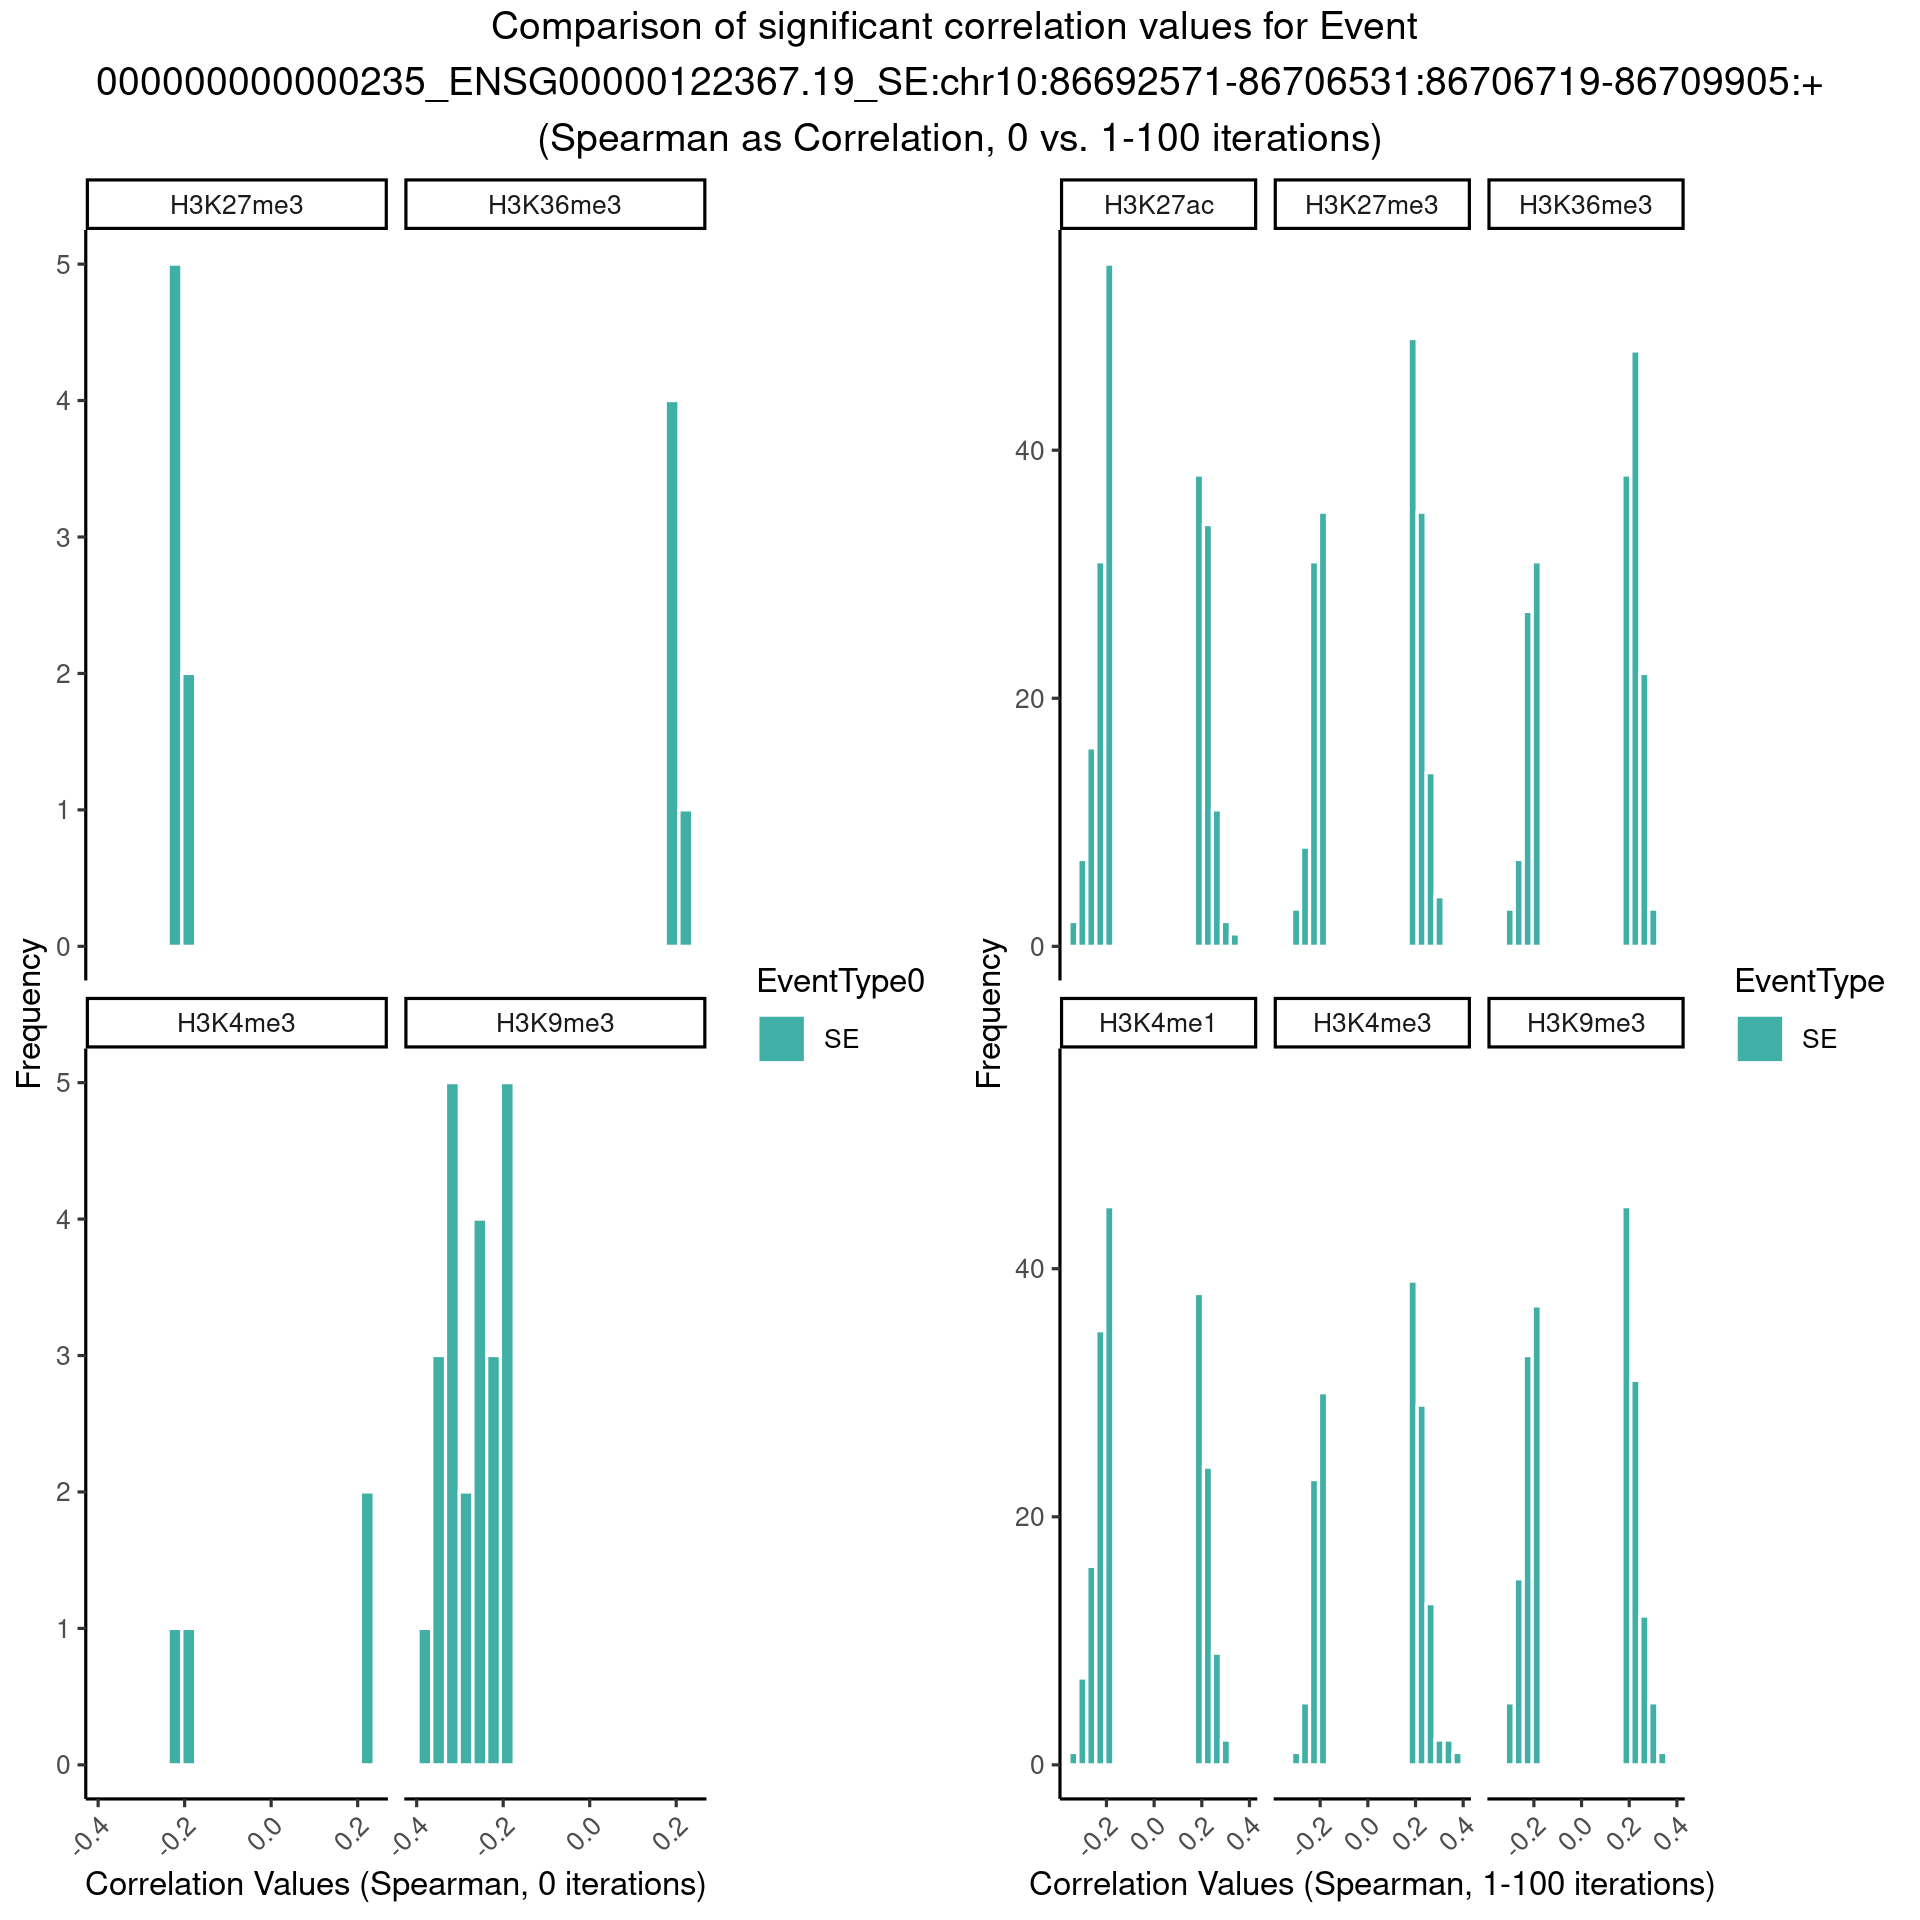 Comparison of significant correlation values for Event
000000000000235_ENSG00000122367.19_SE:chr10:86692571-86706531:86706719-86709905:+
(Spearman as Correlation, 0 vs. 1-100 iterations)
H3K27me3 H3K36me3
5
4
3
2
1
0
H3K4me3 H3K9me3
5
4
3
2
1
0
-0.4 -0.2 0.0 0.2 -0.4 -0.2 0.0 0.2
Correlation Values (Spearman, 0 iterations)
Frequency
EventType0
SE
H3K27ac H3K27me3 H3K36me3
40
20
0
H3K4me1 H3K4me3 H3K9me3
40
20
0
-0.2 0.0 0.2 0.4 -0.2 0.0 0.2 0.4 -0.2 0.0 0.2 0.4
Correlation Values (Spearman, 1-100 iterations)
Frequency
EventType
SE